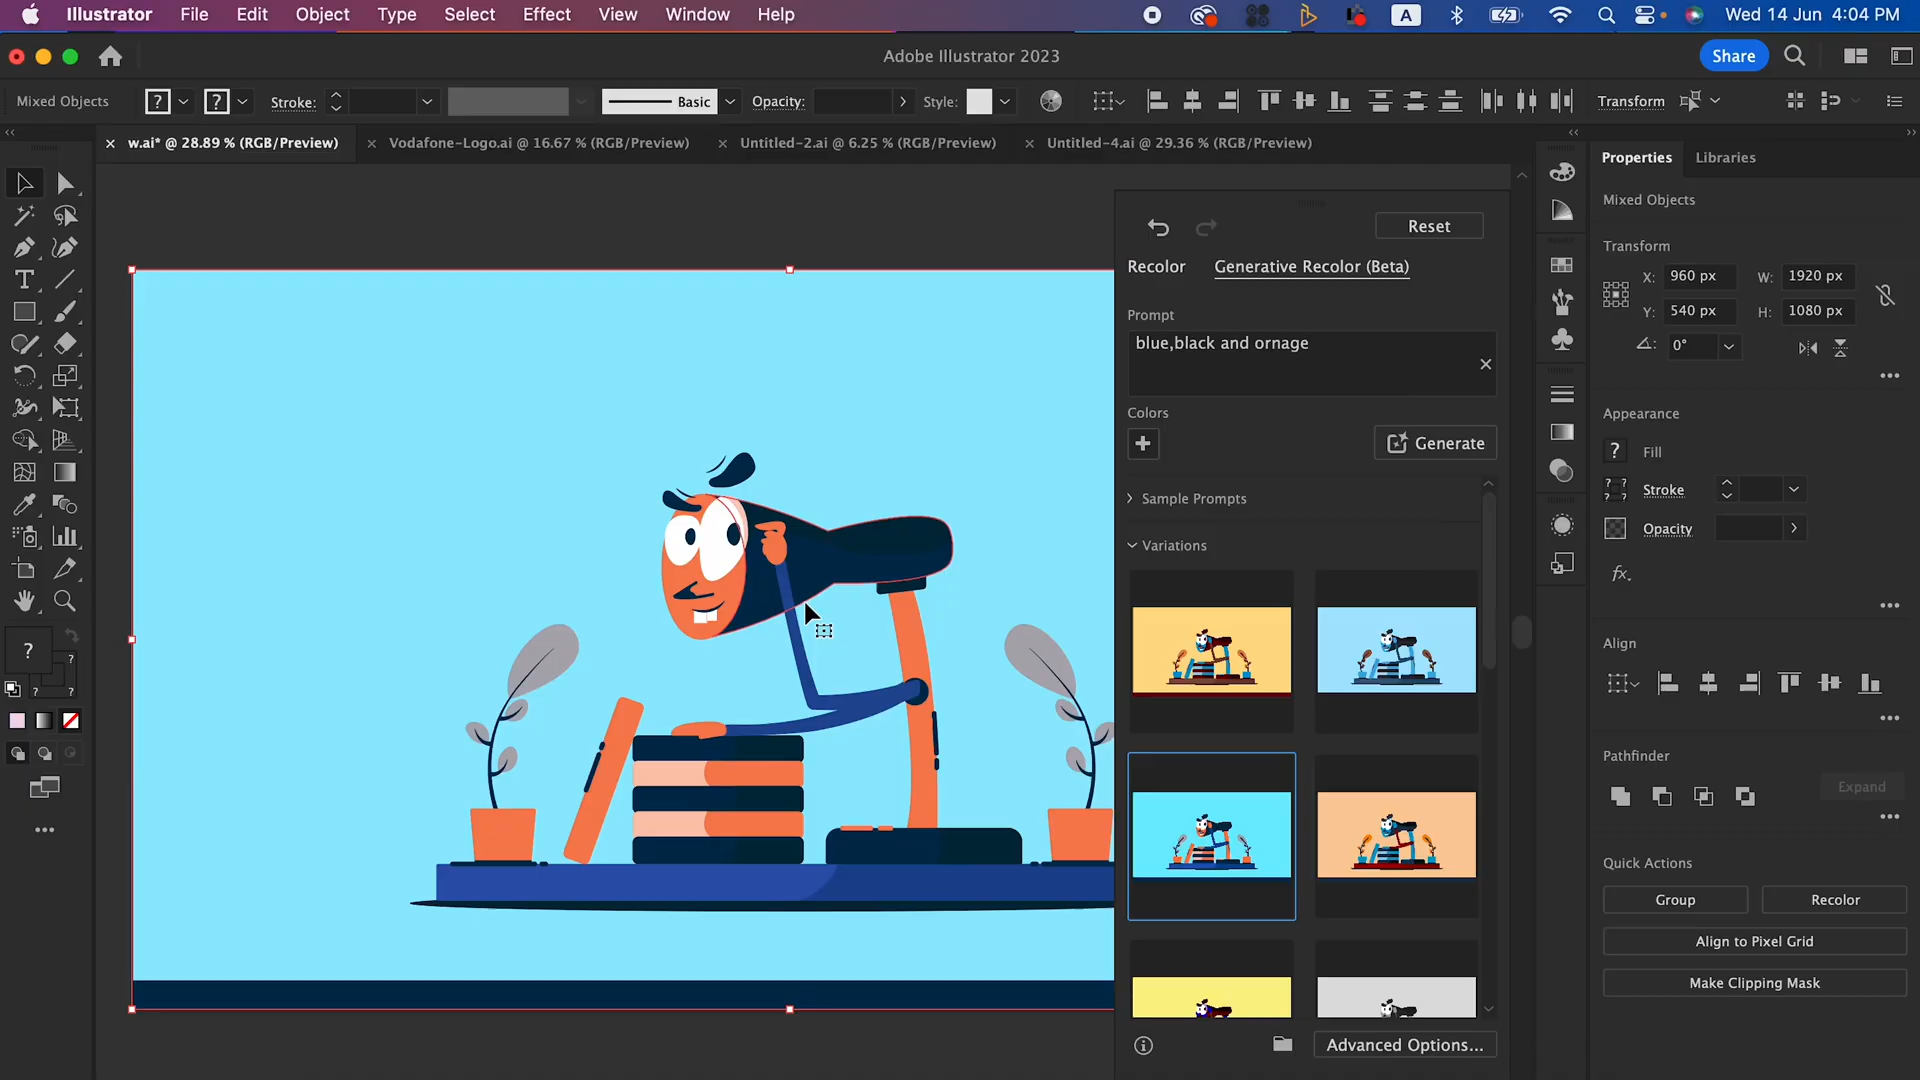 Illustrator File Edit Object Type Select Effect View Window Help A Wed 14 Jun 4:04 PM
Adobe Illustrator 2023 Share
Mixed Objects ? ? Stroke: Basic Opacity: Style: Transform
w.ai* @ 28.89 % (RGB/Preview) Vodafone-Logo.ai @ 16.67 % (RGB/Preview) Untitled-2.ai @ 6.25 % (RGB/Preview) Untitled-4.ai @ 29.36 % (RGB/Preview)
Properties Libraries
Mixed Objects
Transform
X: 960 px W: 1920 px
Y: 540 px H: 1080 px
0°
Appearance
? Fill
Stroke
Opacity
fx.
Align
Pathfinder
Expand
Quick Actions
Group Recolor
Align to Pixel Grid
Make Clipping Mask
Reset
Recolor Generative Recolor (Beta)
Prompt
blue,black and ornage
Colors
Generate
Sample Prompts
Variations
Advanced Options...
T
? ?
? ?